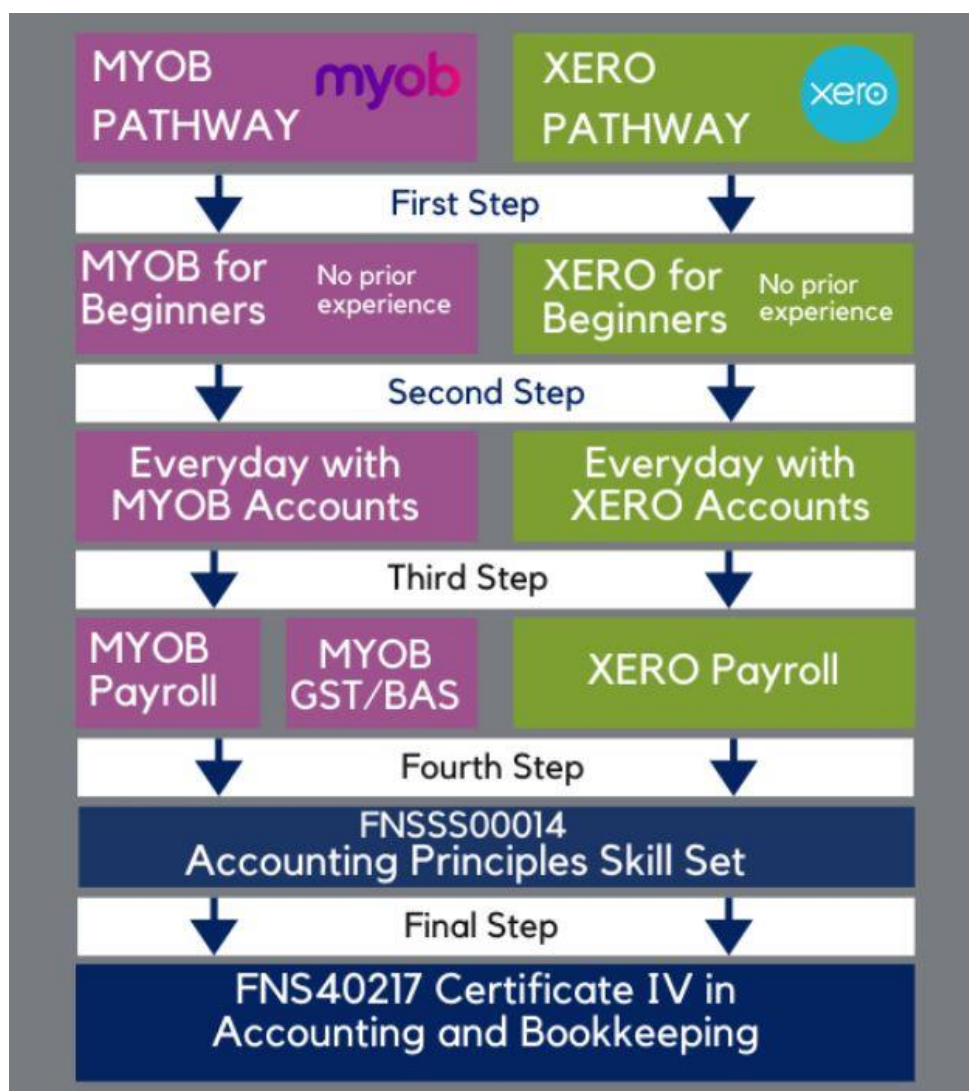 MYOB
PATHWAY
myob
XERO
PATHWAY
xero
First Step
MYOB for
Beginners
No prior
experience
XERO for
Beginners
No prior
experience
Second Step
Everyday with
MYOB Accounts
Everyday with
XERO Accounts
Third Step
MYOB
Payroll
MYOB
GST/BAS
XERO Payroll
Fourth Step
FNSSS00014
Accounting Principles Skill Set
Final Step
FNS40217 Certificate IV in
Accounting and Bookkeeping